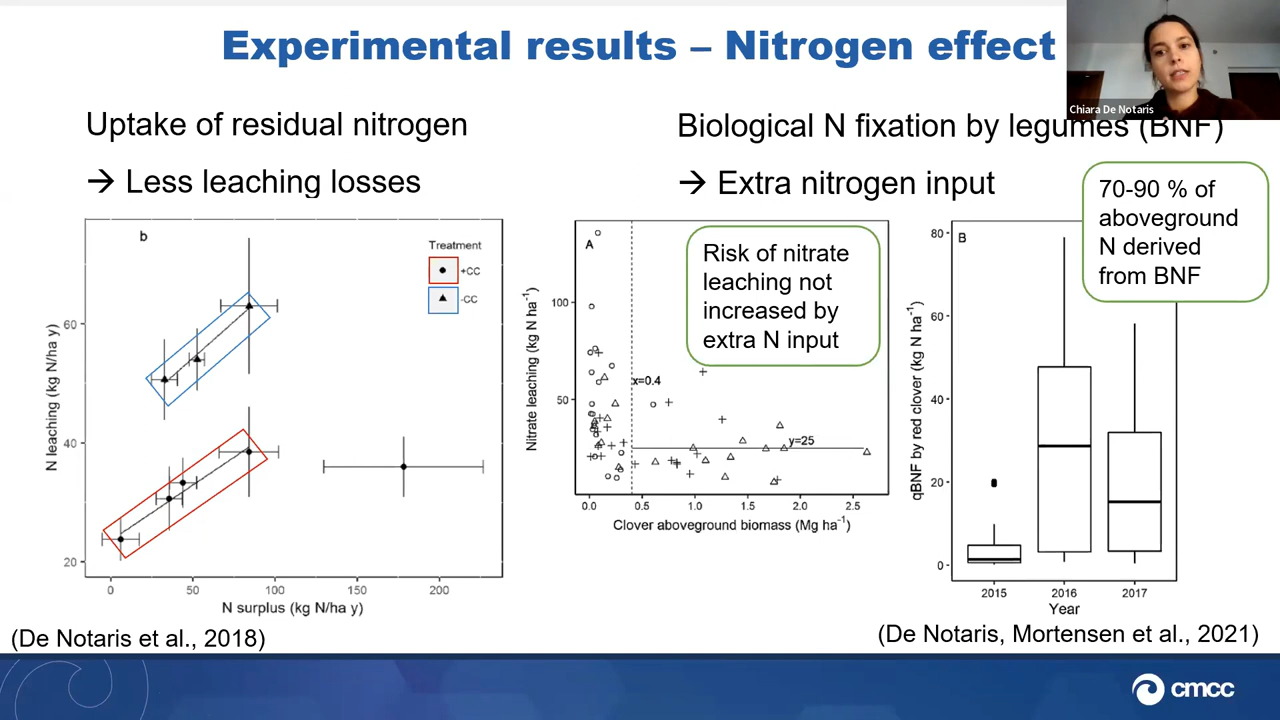 Experimental results – Nitrogen effect
Chiara De Notaris
Uptake of residual nitrogen
→ Less leaching losses
Biological N fixation by legumes (BNF)
→ Extra nitrogen input
70-90 % of
aboveground
N derived
from BNF
b
Treatment
+CC
-CC
60
40
20
N leaching (kg N/ha y)
0
50
100
150
200
N surplus (kg N/ha y)
A
Risk of nitrate
leaching not
increased by
extra N input
100
50
Nitrate leaching (kg N ha⁻¹)
x=0.4
y=25
0.0
0.5
1.0
1.5
2.0
2.5
Clover aboveground biomass (Mg ha⁻¹)
B
80
60
40
20
0
qBNF by red clover (kg N ha⁻¹)
2015
2016
2017
Year
(De Notaris et al., 2018)
(De Notaris, Mortensen et al., 2021)
cmcc